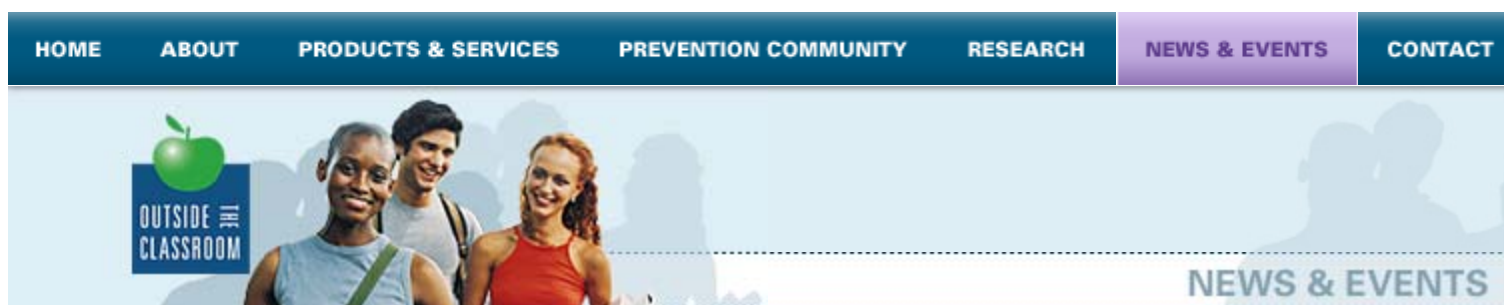 HOME ABOUT PRODUCTS & SERVICES PREVENTION COMMUNITY RESEARCH NEWS & EVENTS CONTACT
OUTSIDE THE
CLASSROOM
NEWS & EVENTS